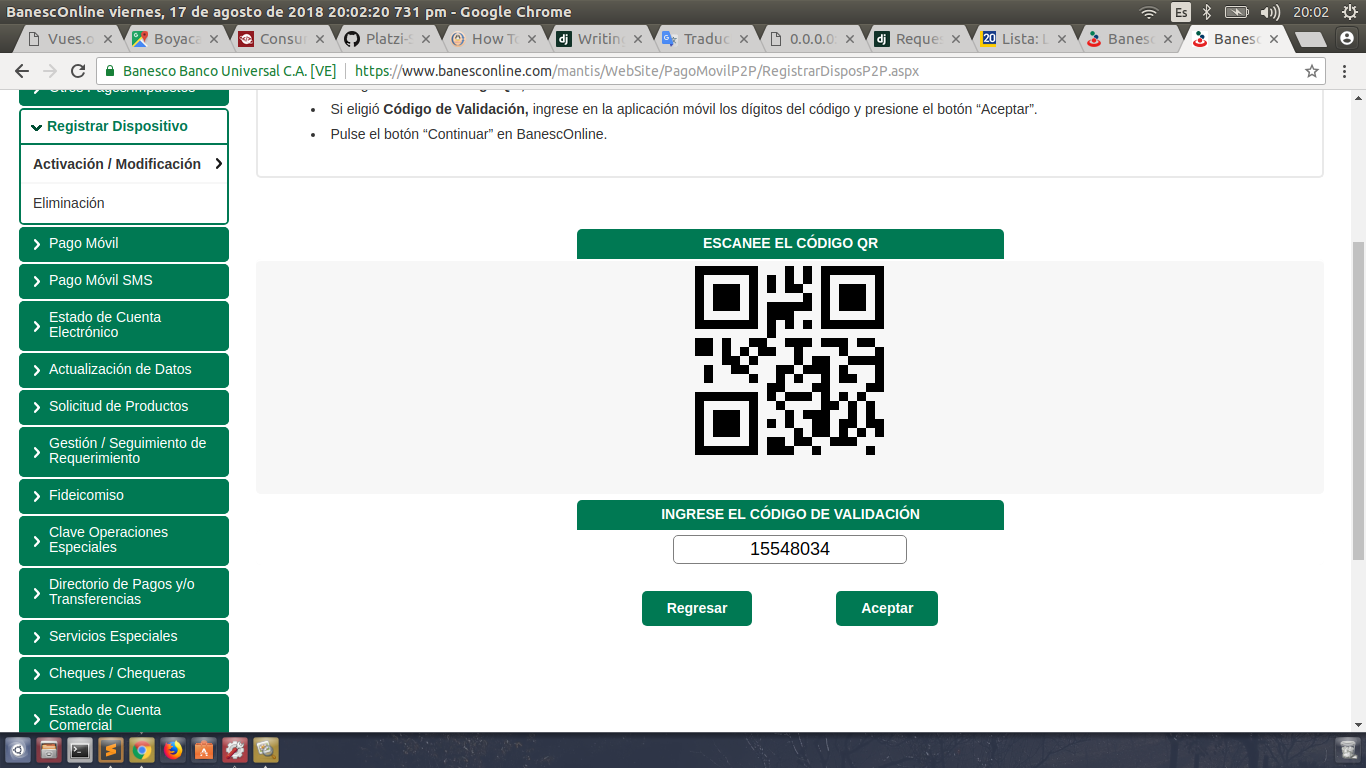 BanescOnline viernes, 17 de agosto de 2018 20:02:20 731 pm - Google Chrome
Es
20:02
Vues.o
Boyaca
Consur
Platzi-S
How To
Writing
Traduc
0.0.0.0:
Reques
Lista: L
Banesc
Banesc
Banesco Banco Universal C.A. [VE]
https://www.banesconline.com/mantis/WebSite/PagoMovilP2P/RegistrarDisposP2P.aspx
Otros Pagos/Impuestos
Registrar Dispositivo
Activación / Modificación
Eliminación
Pago Móvil
Pago Móvil SMS
Estado de Cuenta
Electrónico
Actualización de Datos
Solicitud de Productos
Gestión / Seguimiento de
Requerimiento
Fideicomiso
Clave Operaciones
Especiales
Directorio de Pagos y/o
Transferencias
Servicios Especiales
Cheques / Chequeras
Estado de Cuenta
Comercial
• Si eligió Código de Validación, ingrese en la aplicación móvil los dígitos del código y presione el botón “Aceptar”.
• Pulse el botón “Continuar” en BanescOnline.
ESCANEE EL CÓDIGO QR
INGRESE EL CÓDIGO DE VALIDACIÓN
15548034
Regresar
Aceptar